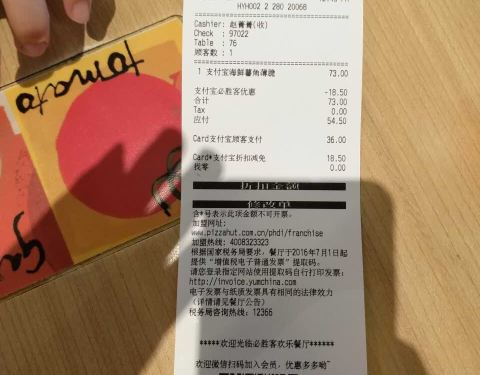 HYH002 2 280 20068
Cashier: 赵菁菁(收)
Check : 97022
Table : 76
顾客数 : 1
1 支付宝海鲜薯角薄脆 73.00
支付宝必胜客优惠 -18.50
合计 73.00
Tax 0.00
应付 54.50
Card支付宝顾客支付 36.00
Card*支付宝折扣减免 18.50
找零 0.00
折扣金额
修改单
含*号表示此项金额不可开票。
加盟网址:
www.pizzahut.com.cn/phdi/franchise
加盟热线: 4008323323
根据国家税务局要求，餐厅于2016年7月1日起
提供“增值税电子普通发票”提取码。
请您登录指定网站使用提取码自行打印发票:
http://invoice.yumchina.com
电子发票与纸质发票具有相同的法律效力
(详情请见餐厅公告)
税务局咨询热线: 12366
*****欢迎光临必胜客欢乐餐厅******
欢迎微信扫码加入会员，优惠多多哟~
tomato